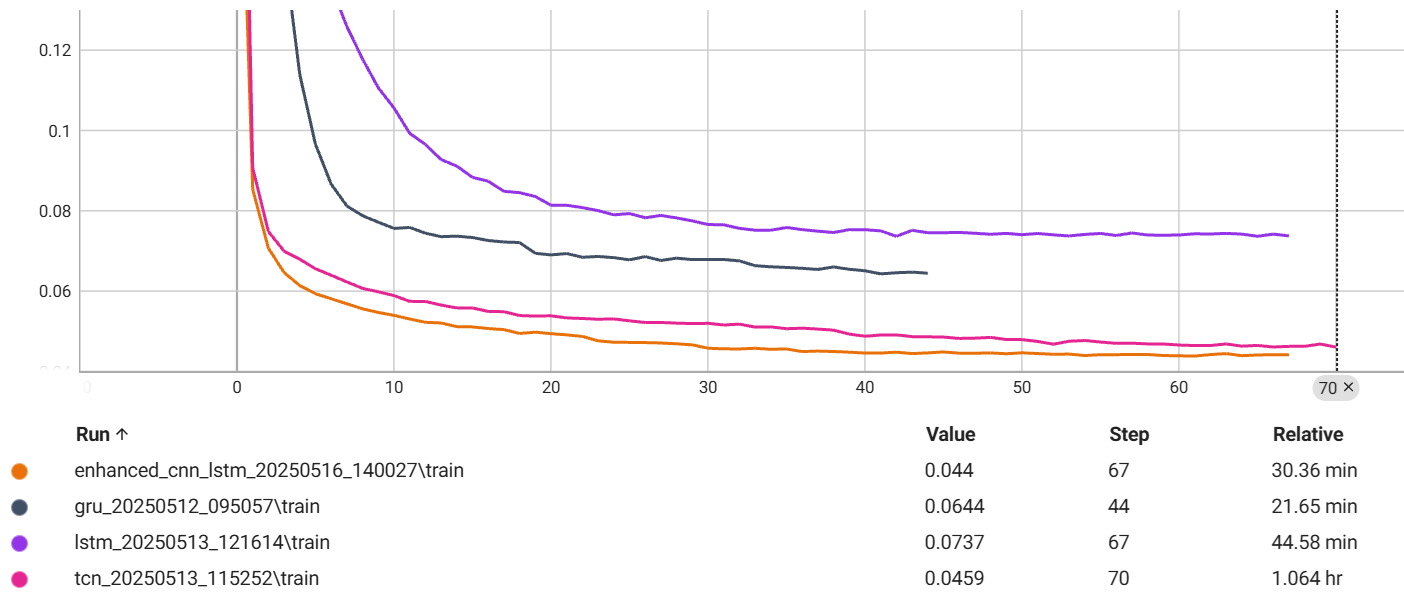 0.12
0.1
0.08
0.06
0 10 20 30 40 50 60 70 ×
Run ↑ Value Step Relative
enhanced_cnn_lstm_20250516_140027\train 0.044 67 30.36 min
gru_20250512_095057\train 0.0644 44 21.65 min
lstm_20250513_121614\train 0.0737 67 44.58 min
tcn_20250513_115252\train 0.0459 70 1.064 hr